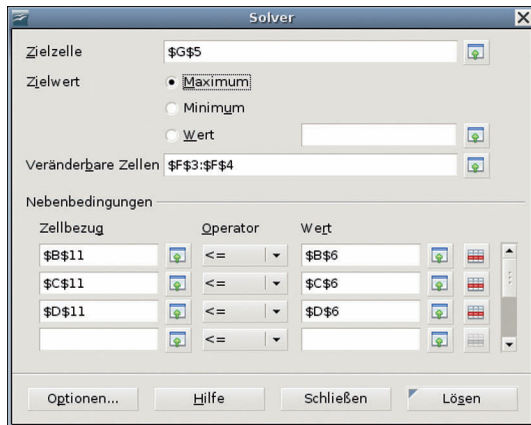 Solver
Zielzelle $G$5
Zielwert Maximum
Minimum
Wert
Veränderbare Zellen $F$3:$F$4
Nebenbedingungen
Zellbezug Operator Wert
$B$11 <= $B$6
$C$11 <= $C$6
$D$11 <= $D$6
<=
Optionen... Hilfe Schließen Lösen